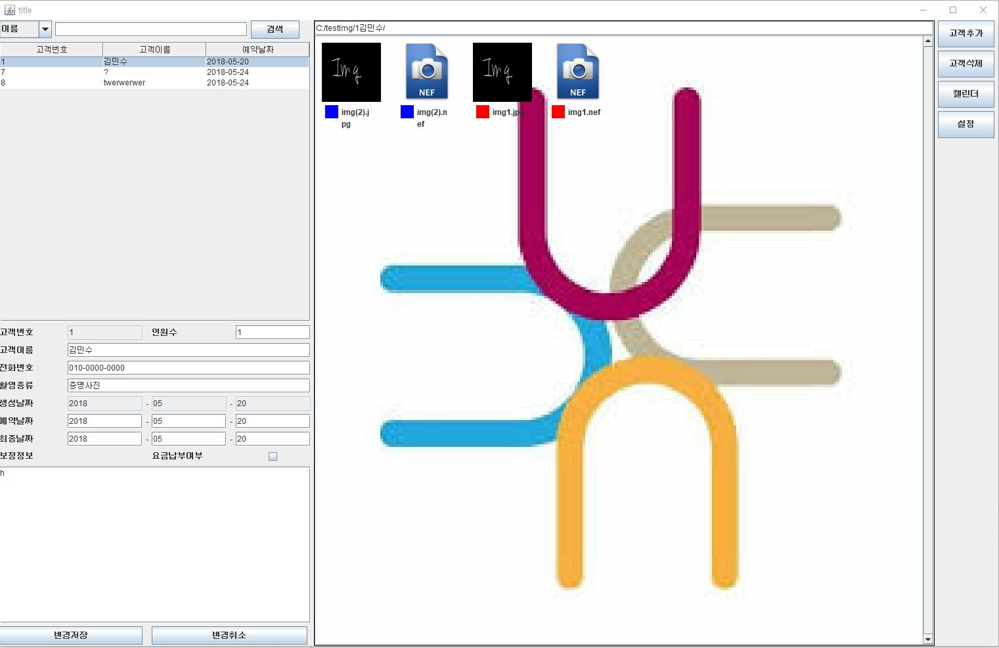 title
이름
검색
고객번호 고객이름 예약날짜
1 김민수 2018-05-20
7 ? 2018-05-24
8 twerwerwer 2018-05-24
고객번호 1 인원수 1
고객이름 김민수
전화번호 010-0000-0000
촬영종류 증명사진
생성날짜 2018 - 05 - 20
예약날짜 2018 - 05 - 20
최종날짜 2018 - 05 - 20
보정정보 요금납부여부
h
변경저장 변경취소
C:/testImg/1김민수/
Img
NEF
Img
NEF
img(2).j
pg
img(2).n
ef
img1.jpg
img1.nef
고객추가
고객삭제
캘린더
설정